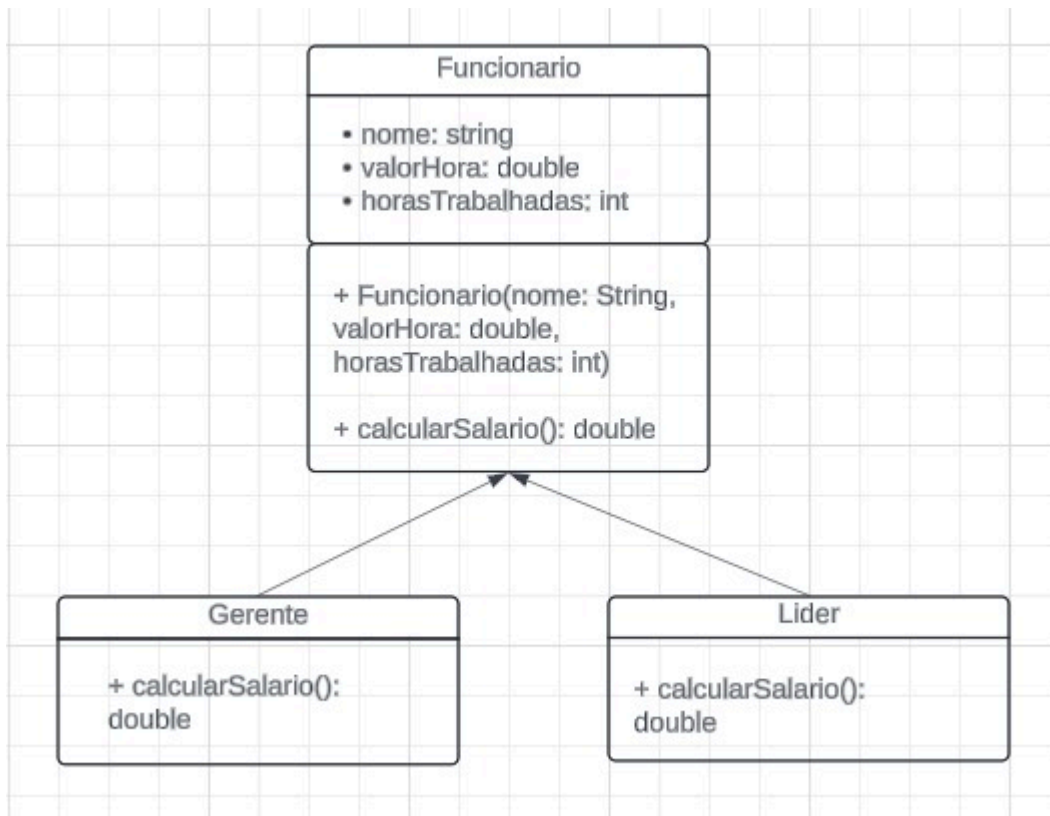 Funcionario
• nome: string
• valorHora: double
• horasTrabalhadas: int
+ Funcionario(nome: String,
valorHora: double,
horasTrabalhadas: int)
+ calcularSalario(): double
Gerente
+ calcularSalario():
double
Lider
+ calcularSalario():
double